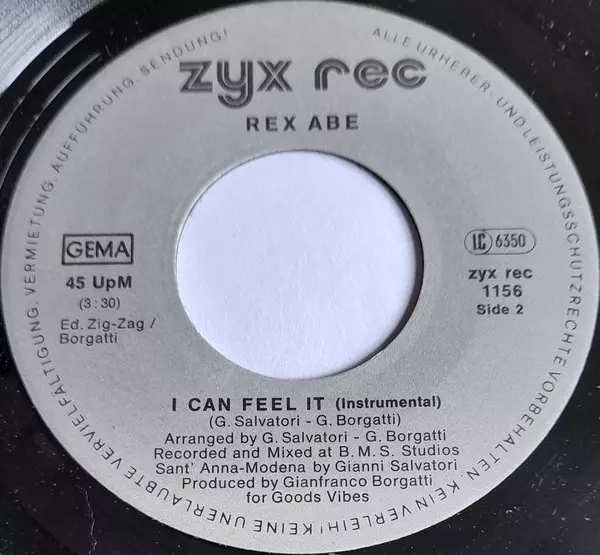 ALLE URHEBER- UND LEISTUNGSSCHUTZRECHTE VORBEHALTEN. KEIN VERLEIH! KEINE UNERLAUBTE VERVIELFÄLTIGUNG, VERMIETUNG, AUFFÜHRUNG, SENDUNG!
zyx rec
REX ABE
GEMA
45 UpM
(3:30)
Ed. Zig-Zag /
Borgatti
LC 6350
zyx rec
1156
Side 2
I CAN FEEL IT (Instrumental)
(G. Salvatori - G. Borgatti)
Arranged by G. Salvatori - G. Borgatti
Recorded and Mixed at B.M.S. Studios
Sant' Anna-Modena by Gianni Salvatori
Produced by Gianfranco Borgatti
for Goods Vibes